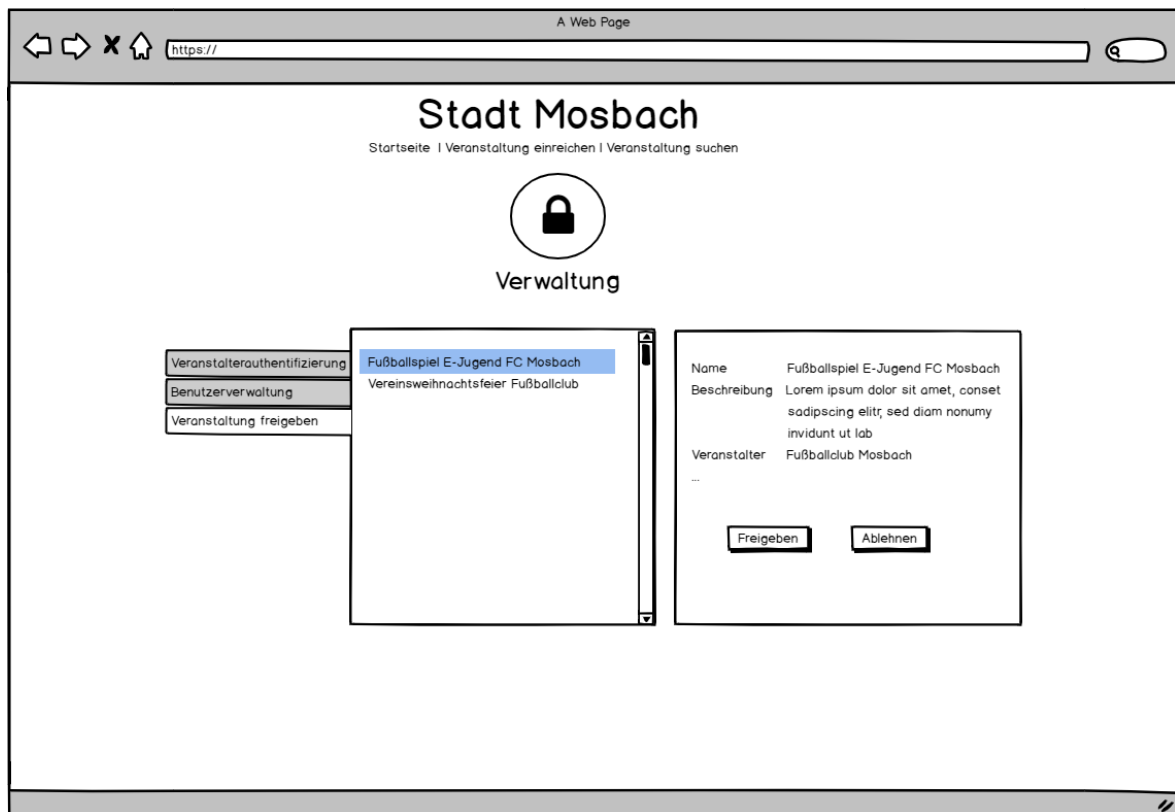 A Web Page
https://
Stadt Mosbach
Startseite | Veranstaltung einreichen | Veranstaltung suchen
Verwaltung
Veranstalterauthentifizierung
Benutzerverwaltung
Veranstaltung freigeben
Fußballspiel E-Jugend FC Mosbach
Vereinsweihnachtsfeier Fußballclub
Name Fußballspiel E-Jugend FC Mosbach
Beschreibung Lorem ipsum dolor sit amet, conset
sadipscing elitr, sed diam nonumy
invidunt ut lab
Veranstalter Fußballclub Mosbach
...
Freigeben Ablehnen